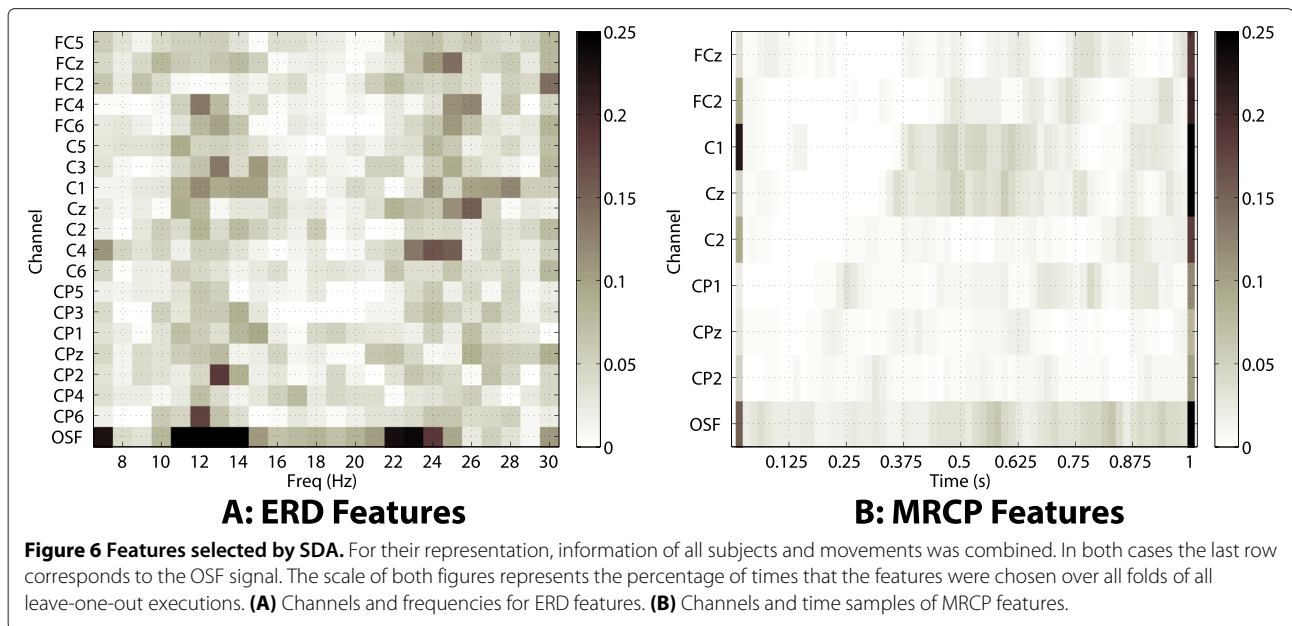 FC5
FCz
FC2
FC4
FC6
C5
C3
C1
Cz
C2
C4
C6
CP5
CP3
CP1
CPz
CP2
CP4
CP6
OSF
Channel
8 10 12 14 16 18 20 22 24 26 28 30
Freq (Hz)
0.25
0.2
0.15
0.1
0.05
0
A: ERD Features
FCz
FC2
C1
Cz
C2
CP1
CPz
CP2
OSF
Channel
0.125 0.25 0.375 0.5 0.625 0.75 0.875 1
Time (s)
0.25
0.2
0.15
0.1
0.05
0
B: MRCP Features
Figure 6 Features selected by SDA. For their representation, information of all subjects and movements was combined. In both cases the last row
corresponds to the OSF signal. The scale of both figures represents the percentage of times that the features were chosen over all folds of all
leave-one-out executions. (A) Channels and frequencies for ERD features. (B) Channels and time samples of MRCP features.